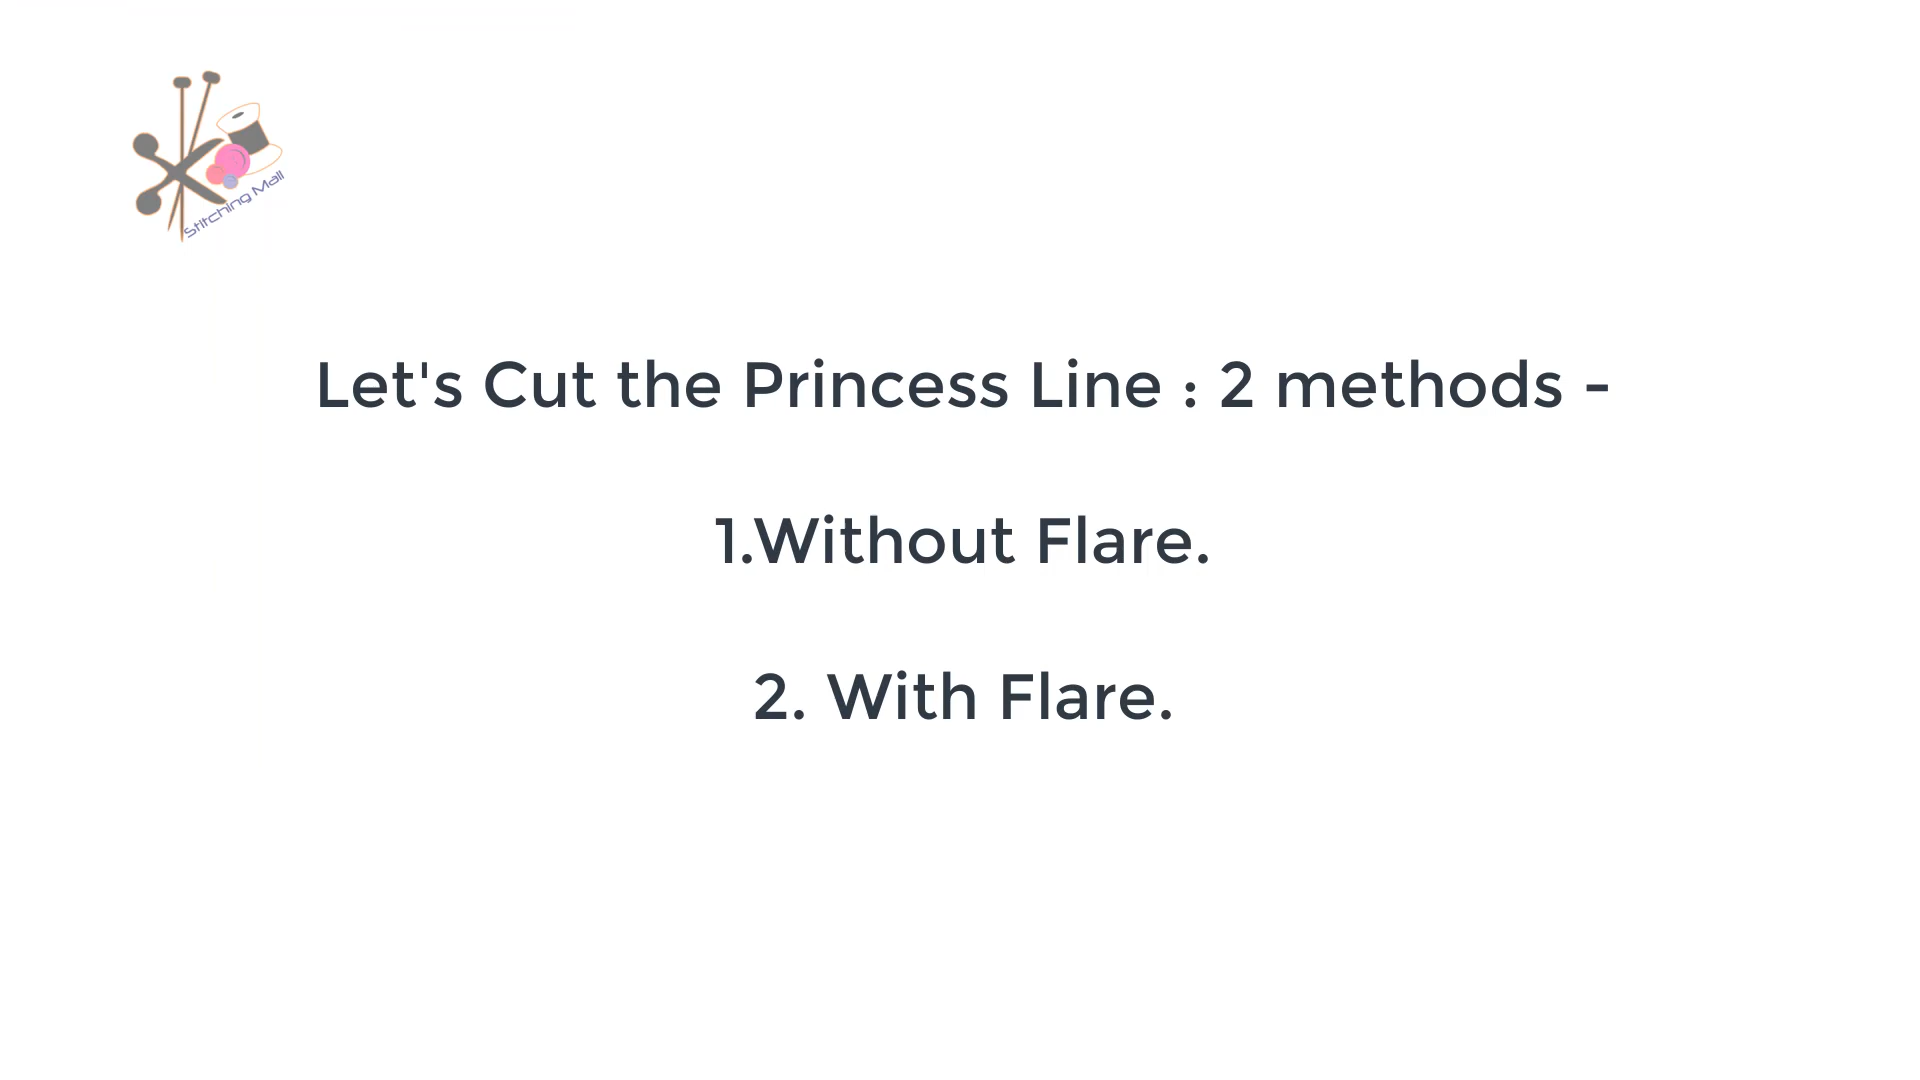 Stitching Mall
Let's Cut the Princess Line : 2 methods -
1.Without Flare.
2. With Flare.